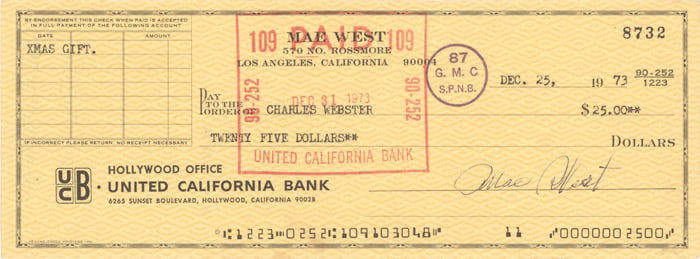 BY ENDORSEMENT THIS CHECK WHEN PAID IS ACCEPTED
IN FULL PAYMENT OF THE FOLLOWING ACCOUNT
DATE AMOUNT
XMAS GIFT.
IF INCORRECT PLEASE RETURN. NO RECEIPT NECESSARY
109 PAID 109
MAE WEST
570 NO. ROSSMORE
LOS ANGELES, CALIFORNIA 90004
8732
87
G. M. C
S.P.N.B.
DEC. 25, 1973
90-252
1223
90-252
90-252
DEC 31 1973
PAY
TO THE
ORDER OF CHARLES WEBSTER $25.00**
TWENTY FIVE DOLLARS** DOLLARS
UNITED CALIFORNIA BANK
UCB
HOLLYWOOD OFFICE
UNITED CALIFORNIA BANK
6265 SUNSET BOULEVARD, HOLLYWOOD, CALIFORNIA 90028
Mae West
⑆1223⑉0252⑆109103048⑈ 11 ⑈0000002500⑈